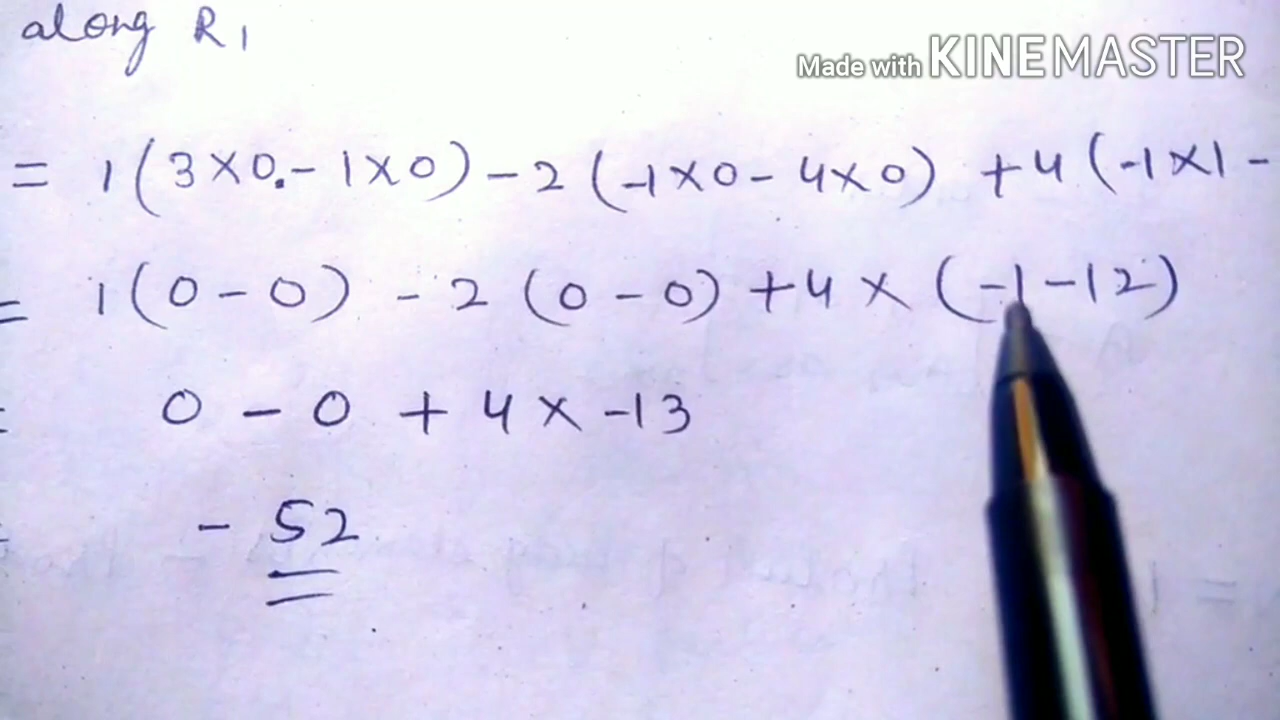 along R1
Made with KINEMASTER
= 1(3×0.-1×0)-2(-1×0-4×0) +4(-1×1-
= 1(0-0) -2(0-0)+4×(-1-12)
= 0-0+4×-13
- 52